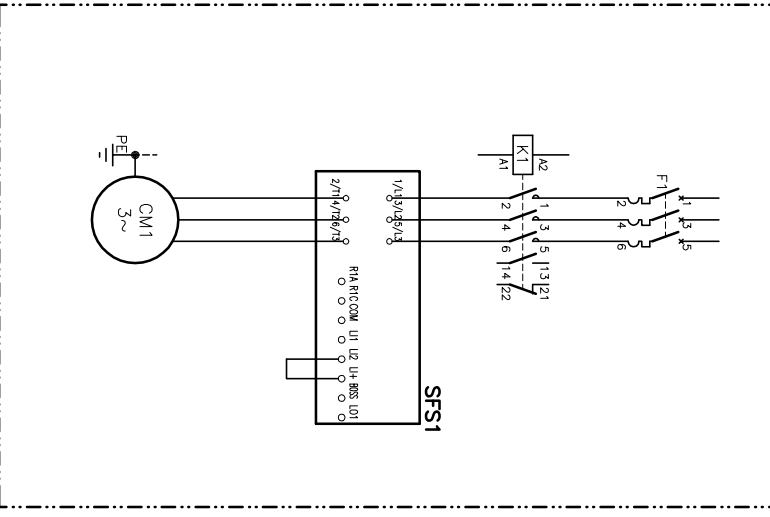 F1
1
3
5
2
4
6
K1
A2
A1
1
3
5
13
21
2
4
6
14
22
1/L1 3/L2 5/L3
2/T1 4/T2 6/T3
R1A R1C COM LI1 LI2 LI+ BOSS LO1
SFS1
PE
CM1
3~